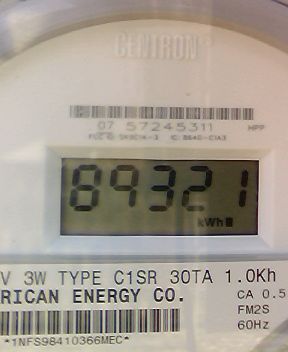 CENTRON
07 57245311 HPP
89321
kWh
V 3W TYPE C1SR 30TA 1.0Kh
RICAN ENERGY CO. CA 0.5
FM2S
60Hz
*1NFS98410366MEC*